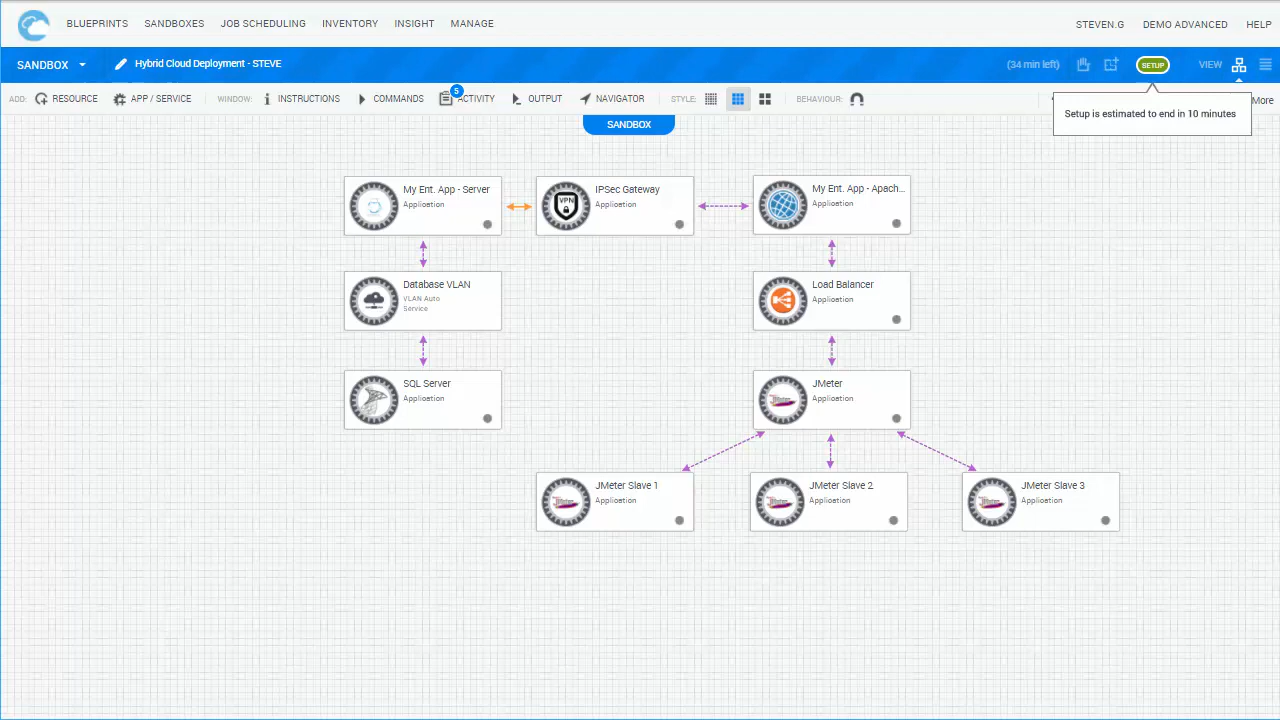 BLUEPRINTS SANDBOXES JOB SCHEDULING INVENTORY INSIGHT MANAGE STEVEN.G DEMO ADVANCED HELP
SANDBOX Hybrid Cloud Deployment - STEVE (34 min left) SETUP VIEW
ADD: RESOURCE APP / SERVICE WINDOW: INSTRUCTIONS COMMANDS 5 ACTIVITY OUTPUT NAVIGATOR STYLE: BEHAVIOUR: More
Setup is estimated to end in 10 minutes
SANDBOX
My Ent. App - Server
Application
IPSec Gateway
Application
VPN
My Ent. App - Apach...
Application
Database VLAN
VLAN Auto
Service
Load Balancer
Application
SQL Server
Application
JMeter
Application
JMeter Slave 1
Application
JMeter Slave 2
Application
JMeter Slave 3
Application